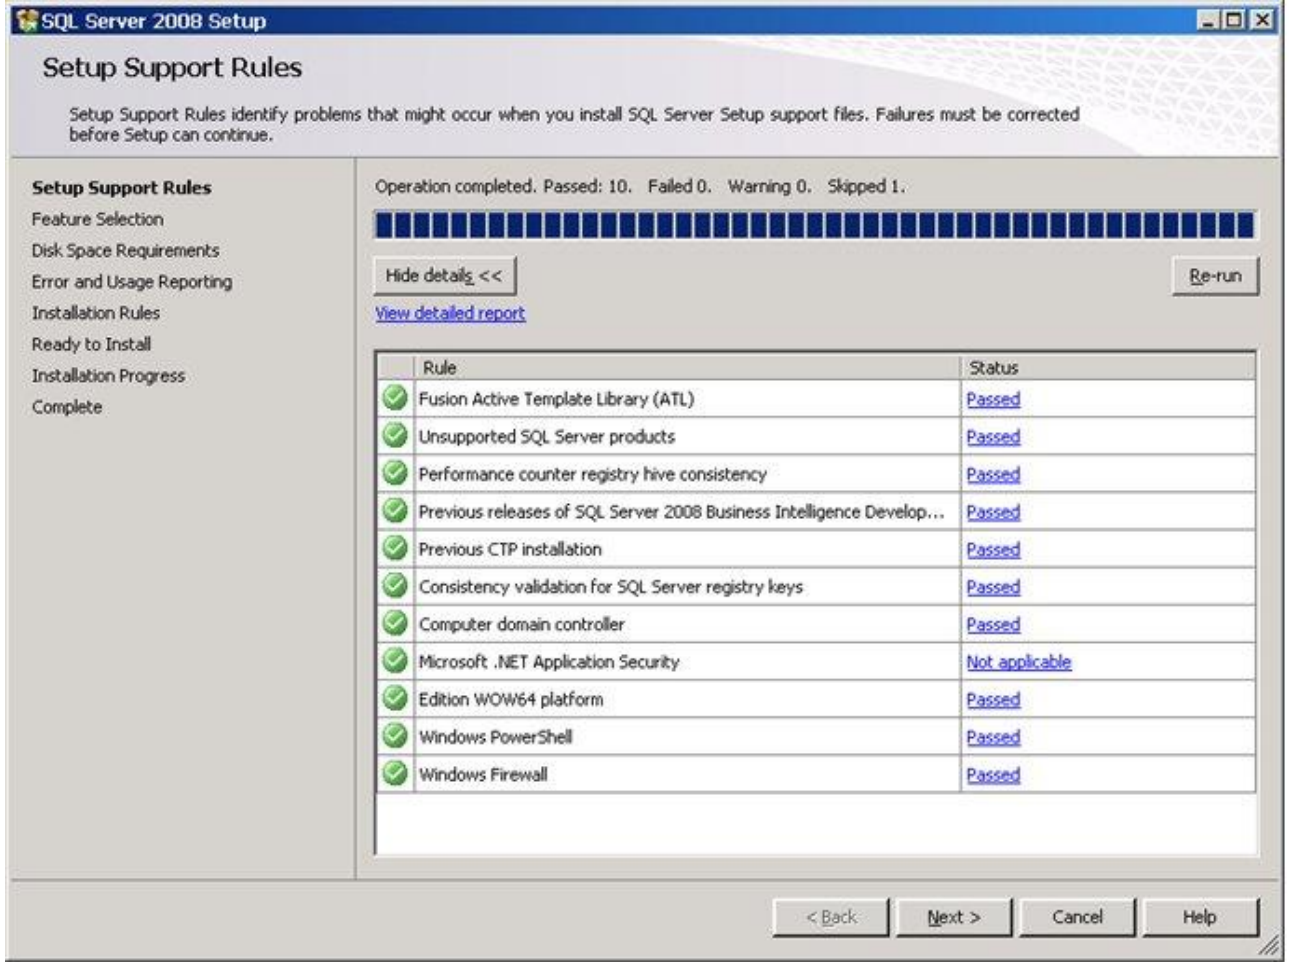 SQL Server 2008 Setup
Setup Support Rules
Setup Support Rules identify problems that might occur when you install SQL Server Setup support files. Failures must be corrected
before Setup can continue.
Setup Support Rules
Feature Selection
Disk Space Requirements
Error and Usage Reporting
Installation Rules
Ready to Install
Installation Progress
Complete
Operation completed. Passed: 10. Failed 0. Warning 0. Skipped 1.
Hide details <<
Re-run
View detailed report
Rule Status
Fusion Active Template Library (ATL) Passed
Unsupported SQL Server products Passed
Performance counter registry hive consistency Passed
Previous releases of SQL Server 2008 Business Intelligence Develop... Passed
Previous CTP installation Passed
Consistency validation for SQL Server registry keys Passed
Computer domain controller Passed
Microsoft .NET Application Security Not applicable
Edition WOW64 platform Passed
Windows PowerShell Passed
Windows Firewall Passed
< Back Next > Cancel Help